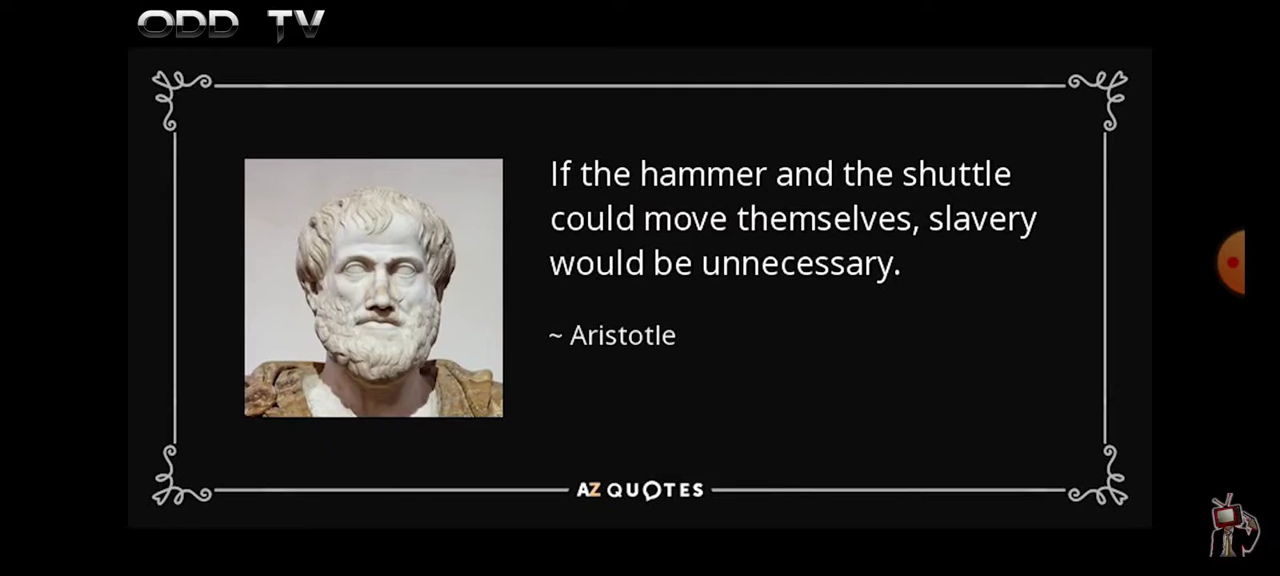 ODD TV
If the hammer and the shuttle
could move themselves, slavery
would be unnecessary.
~ Aristotle
AZ QUOTES